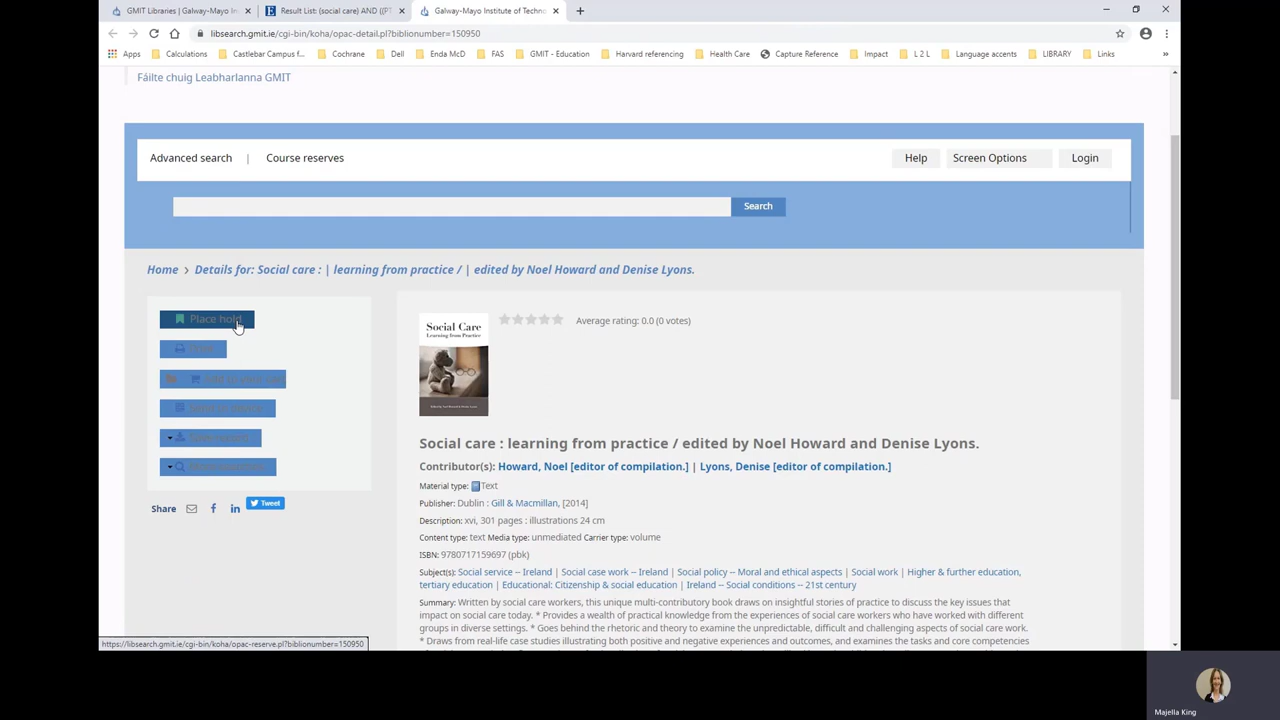 GMIT Libraries | Galway-Mayo In
Result List: (social care) AND ((PT
Galway-Mayo Institute of Techno
libsearch.gmit.ie/cgi-bin/koha/opac-detail.pl?biblionumber=150950
Apps Calculations Castlebar Campus f... Cochrane Dell Enda McD FAS GMIT - Education Harvard referencing Health Care Capture Reference Impact L 2 L Language accents LIBRARY Links »
Fáilte chuig Leabharlanna GMIT
Advanced search | Course reserves Help Screen Options Login
Search
Home › Details for: Social care : | learning from practice / | edited by Noel Howard and Denise Lyons.
Place hold
Share
Tweet
Social Care
Learning from Practice
Average rating: 0.0 (0 votes)
Social care : learning from practice / edited by Noel Howard and Denise Lyons.
Contributor(s): Howard, Noel [editor of compilation.] | Lyons, Denise [editor of compilation.]
Material type: Text
Publisher: Dublin : Gill & Macmillan, [2014]
Description: xvi, 301 pages : illustrations 24 cm
Content type: text Media type: unmediated Carrier type: volume
ISBN: 9780717159697 (pbk)
Subject(s): Social service -- Ireland | Social case work -- Ireland | Social policy -- Moral and ethical aspects | Social work | Higher & further education,
tertiary education | Educational: Citizenship & social education | Ireland -- Social conditions -- 21st century
Summary: Written by social care workers, this unique multi-contributory book draws on insightful stories of practice to discuss the key issues that
impact on social care today. * Provides a wealth of practical knowledge from the experiences of social care workers who have worked with different
groups in diverse settings. * Goes behind the rhetoric and theory to examine the unpredictable, difficult and challenging aspects of social care work.
* Draws from real-life case studies illustrating both positive and negative experiences and outcomes, and examines the tasks and core competencies
https://libsearch.gmit.ie/cgi-bin/koha/opac-reserve.pl?biblionumber=150950
Majella King